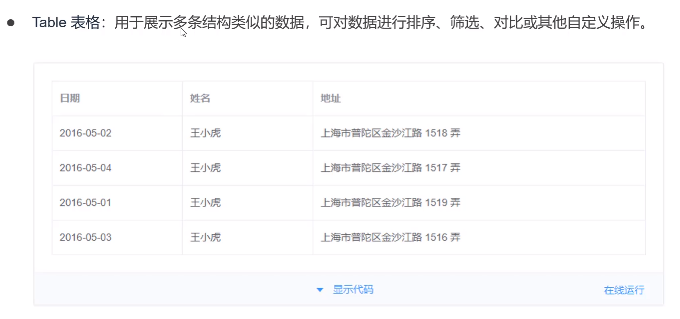 ● Table 表格：用于展示多条结构类似的数据，可对数据进行排序、筛选、对比或其他自定义操作。
日期 姓名 地址
2016-05-02 王小虎 上海市普陀区金沙江路 1518 弄
2016-05-04 王小虎 上海市普陀区金沙江路 1517 弄
2016-05-01 王小虎 上海市普陀区金沙江路 1519 弄
2016-05-03 王小虎 上海市普陀区金沙江路 1516 弄
显示代码 在线运行